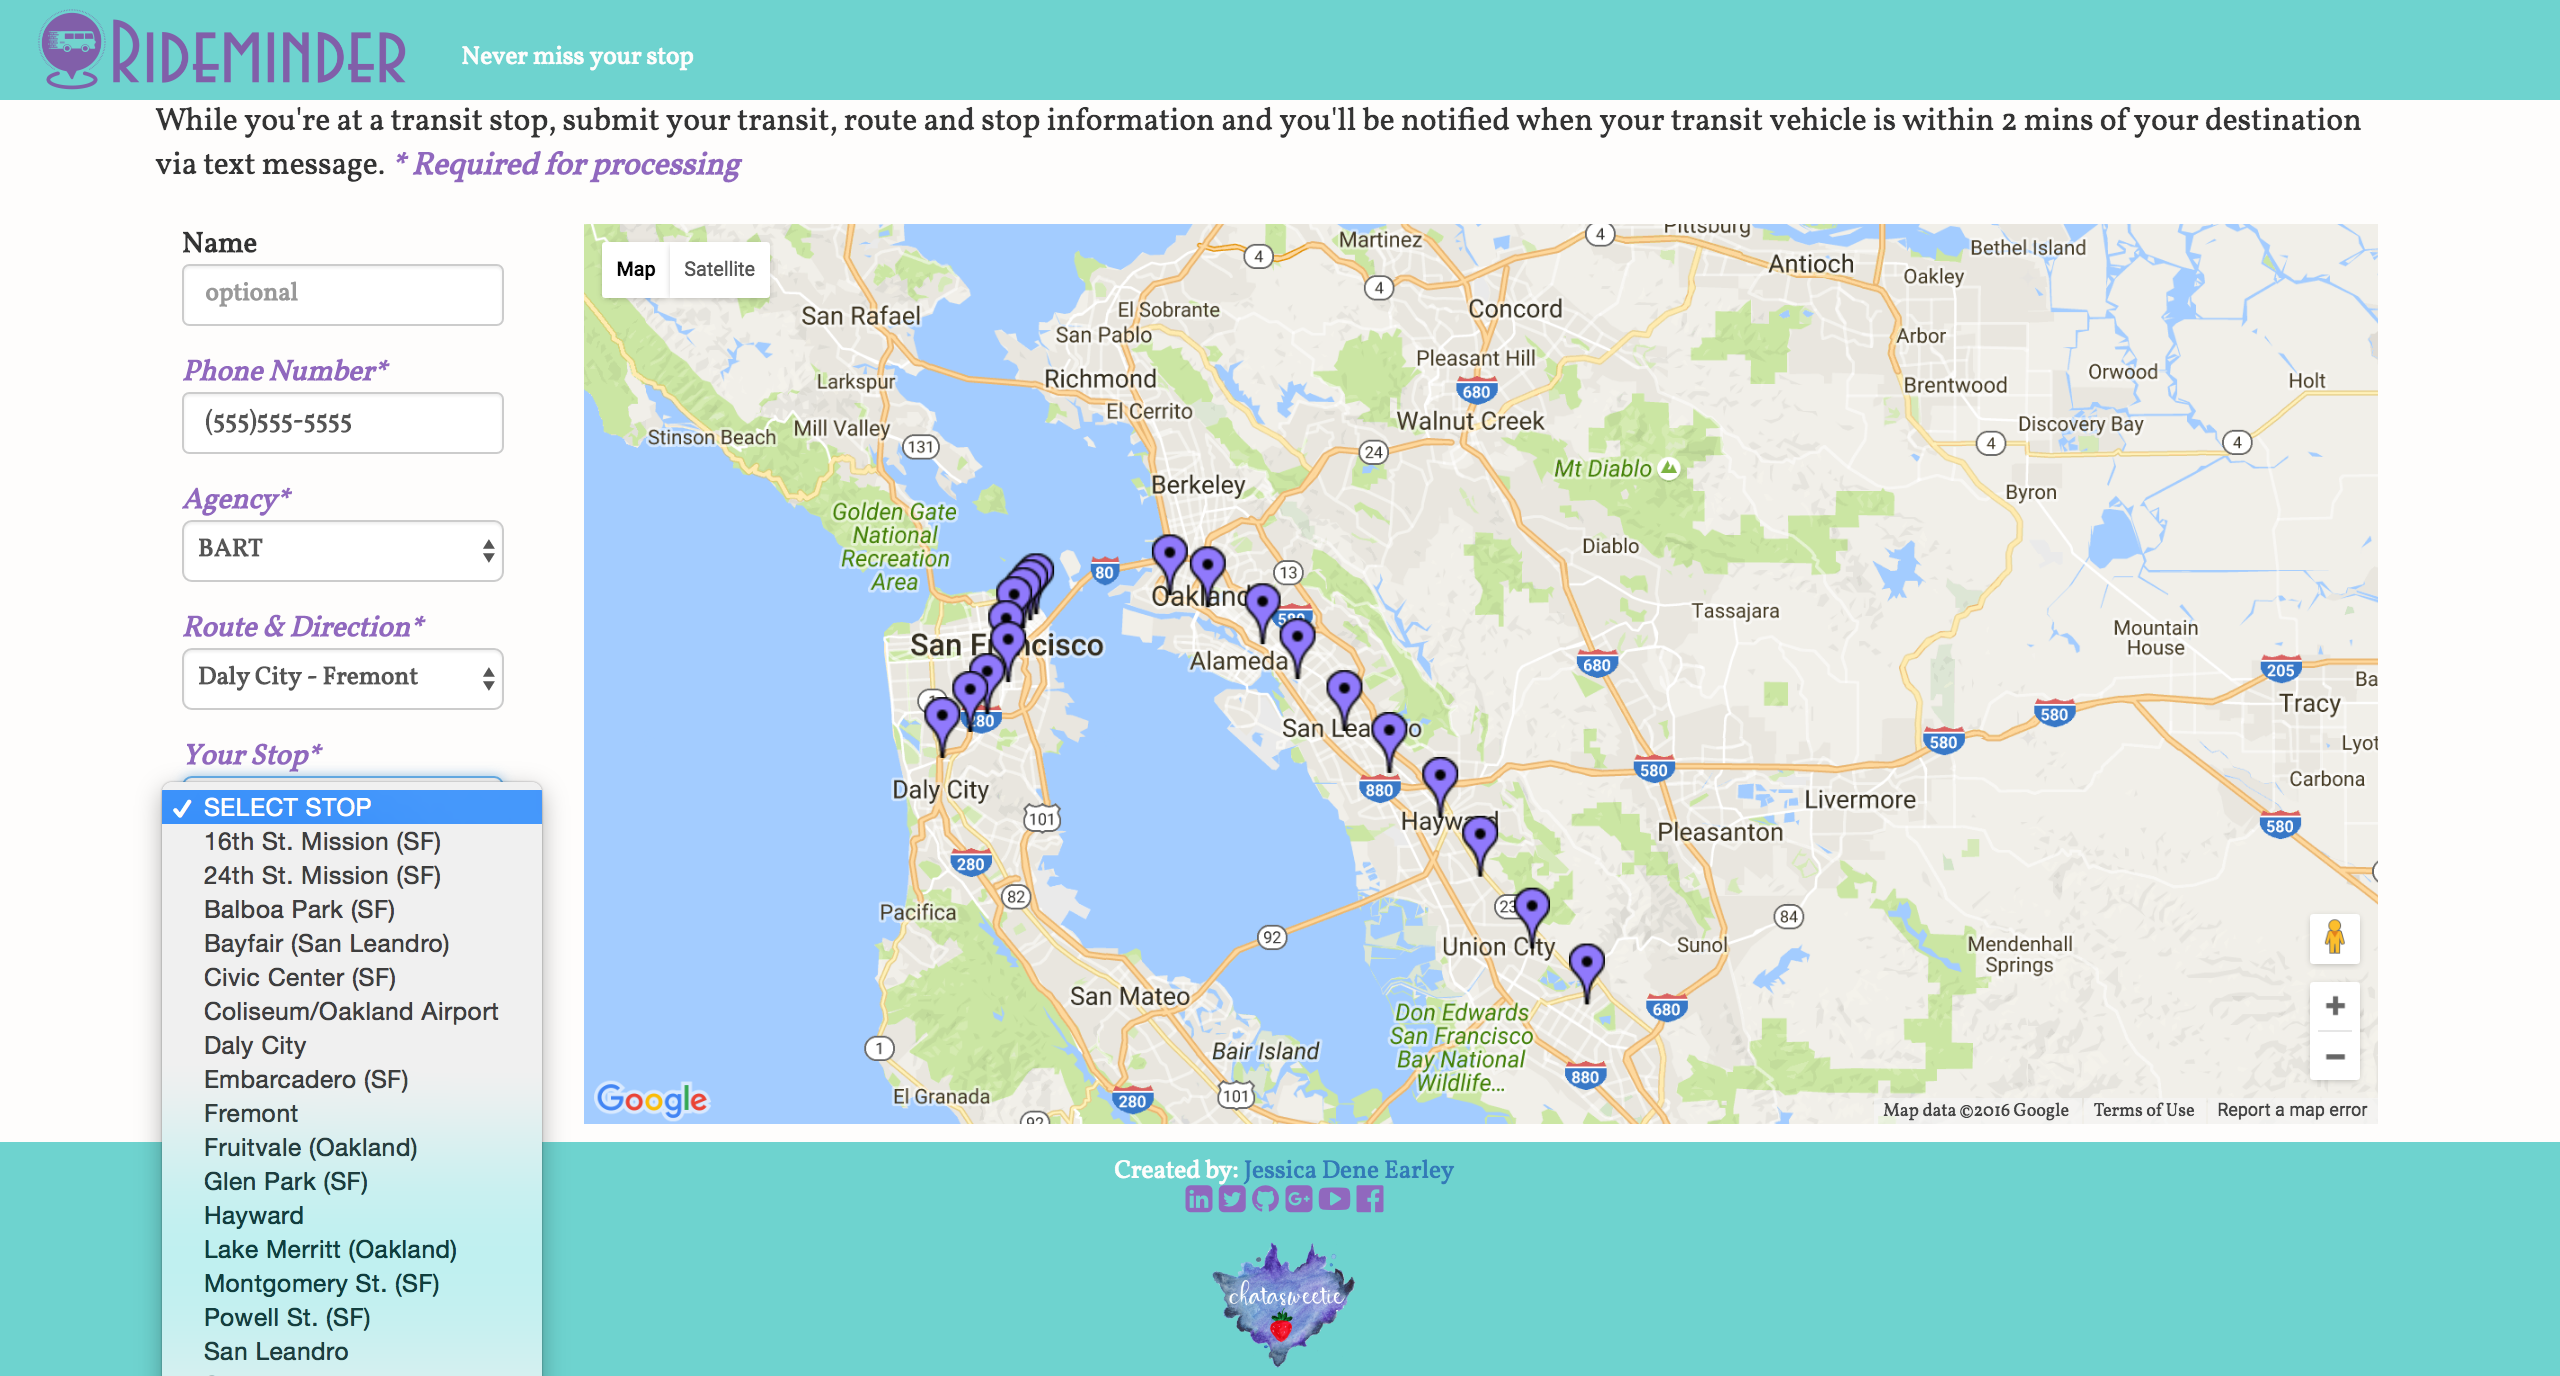 RIDEMINDER
Never miss your stop
While you're at a transit stop, submit your transit, route and stop information and you'll be notified when your transit vehicle is within 2 mins of your destination
via text message. * Required for processing
Name
optional
Phone Number*
(555)555-5555
Agency*
BART
Route & Direction*
Daly City - Fremont
Your Stop*
✓ SELECT STOP
16th St. Mission (SF)
24th St. Mission (SF)
Balboa Park (SF)
Bayfair (San Leandro)
Civic Center (SF)
Coliseum/Oakland Airport
Daly City
Embarcadero (SF)
Fremont
Fruitvale (Oakland)
Glen Park (SF)
Hayward
Lake Merritt (Oakland)
Montgomery St. (SF)
Powell St. (SF)
San Leandro
Map
Satellite
Martinez
4
Pittsburg
Bethel Island
4
Antioch
Oakley
4
San Rafael
El Sobrante
Concord
San Pablo
Arbor
Pleasant Hill
Richmond
Larkspur
680
Brentwood
Orwood
Holt
El Cerrito
Walnut Creek
Stinson Beach
Mill Valley
131
24
Discovery Bay
4
4
Mt Diablo
Berkeley
Byron
Golden Gate
National
Recreation
Area
80
13
Diablo
Oakland
580
Tassajara
San Francisco
Alameda
Mountain
House
680
205
Ba
Tracy
1
280
San Leandro
580
580
Lyot
Daly City
880
580
Carbona
101
Hayward
Livermore
Pleasanton
580
280
82
Pacifica
84
92
Union City
Sunol
Mendenhall
Springs
San Mateo
680
Don Edwards
San Francisco
Bay National
Wildlife...
1
Bair Island
880
El Granada
280
101
92
Google
Map data ©2016 Google
Terms of Use
Report a map error
Created by: Jessica Dene Earley
chatasweetie